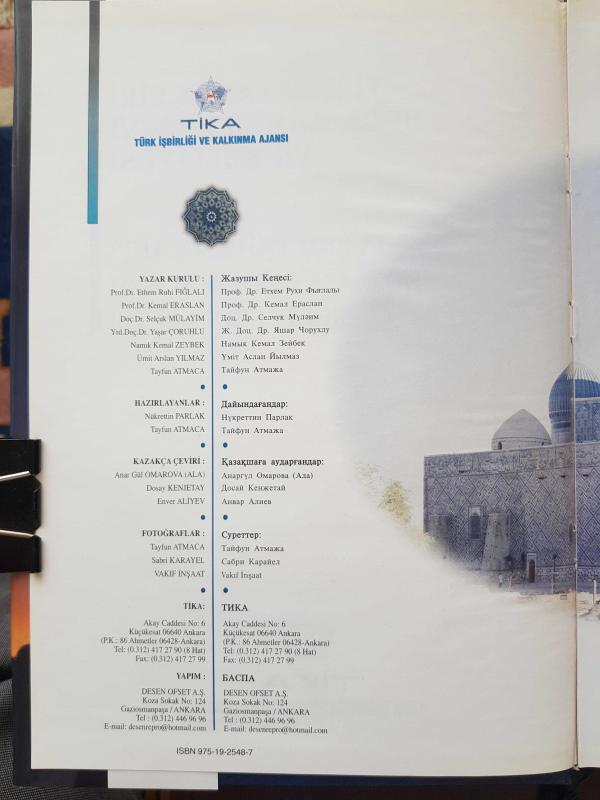 TİKA
TÜRK İŞBİRLİĞİ VE KALKINMA AJANSI
YAZAR KURULU :
Prof.Dr. Ethem Ruhi FIĞLALI
Prof.Dr. Kemal ERASLAN
Doç.Dr. Selçuk MÜLAYİM
Yrd.Doç.Dr. Yaşar ÇORUHLU
Namık Kemal ZEYBEK
Ümit Arslan YILMAZ
Tayfun ATMACA
HAZIRLAYANLAR :
Nükrettin PARLAK
Tayfun ATMACA
KAZAKÇA ÇEVİRİ :
Anar Gül OMAROVA (ALA)
Dosay KENJETAY
Enver ALİYEV
FOTOĞRAFLAR :
Tayfun ATMACA
Sabri KARAYEL
VAKIF İNŞAAT
TİKA:
Akay Caddesi No: 6
Küçükesat 06640 Ankara
(P.K.: 86 Ahmetler 06428-Ankara)
Tel: (0.312) 417 27 90 (8 Hat)
Fax: (0.312) 417 27 99
YAPIM :
DESEN OFSET A.Ş.
Koza Sokak No: 124
Gaziosmanpaşa / ANKARA
Tel : (0.312) 446 96 96
E-mail: desenrepro@hotmail.com
Жазушы Кеңесі:
Проф. Др. Етхем Рухи Фығлалы
Проф. Др. Кемал Ераслан
Доц. Др. Селчук Мүләим
Ж. Доц. Др. Яшар Чорухлу
Намык Кемал Зейбек
Үміт Аслан Йылмаз
Тайфун Атмажа
Дайындағандар:
Нүкреттин Парлак
Тайфун Атмажа
Қазақшаға аударғандар:
Анаргүл Омарова (Ала)
Досай Кенжетай
Анвар Алиев
Суреттер:
Тайфун Атмажа
Сабри Карайел
Vakıf İnşaat
ТИКА
Akay Caddesi No: 6
Küçükesat 06640 Ankara
(P.K.: 86 Ahmetler 06428-Ankara)
Tel: (0.312) 417 27 90 (8 Hat)
Fax: (0.312) 417 27 99
БАСПА
DESEN OFSET A.Ş.
Koza Sokak No: 124
Gaziosmanpaşa / ANKARA
Tel : (0.312) 446 96 96
E-mail: desenrepro@hotmail.com
ISBN 975-19-2548-7